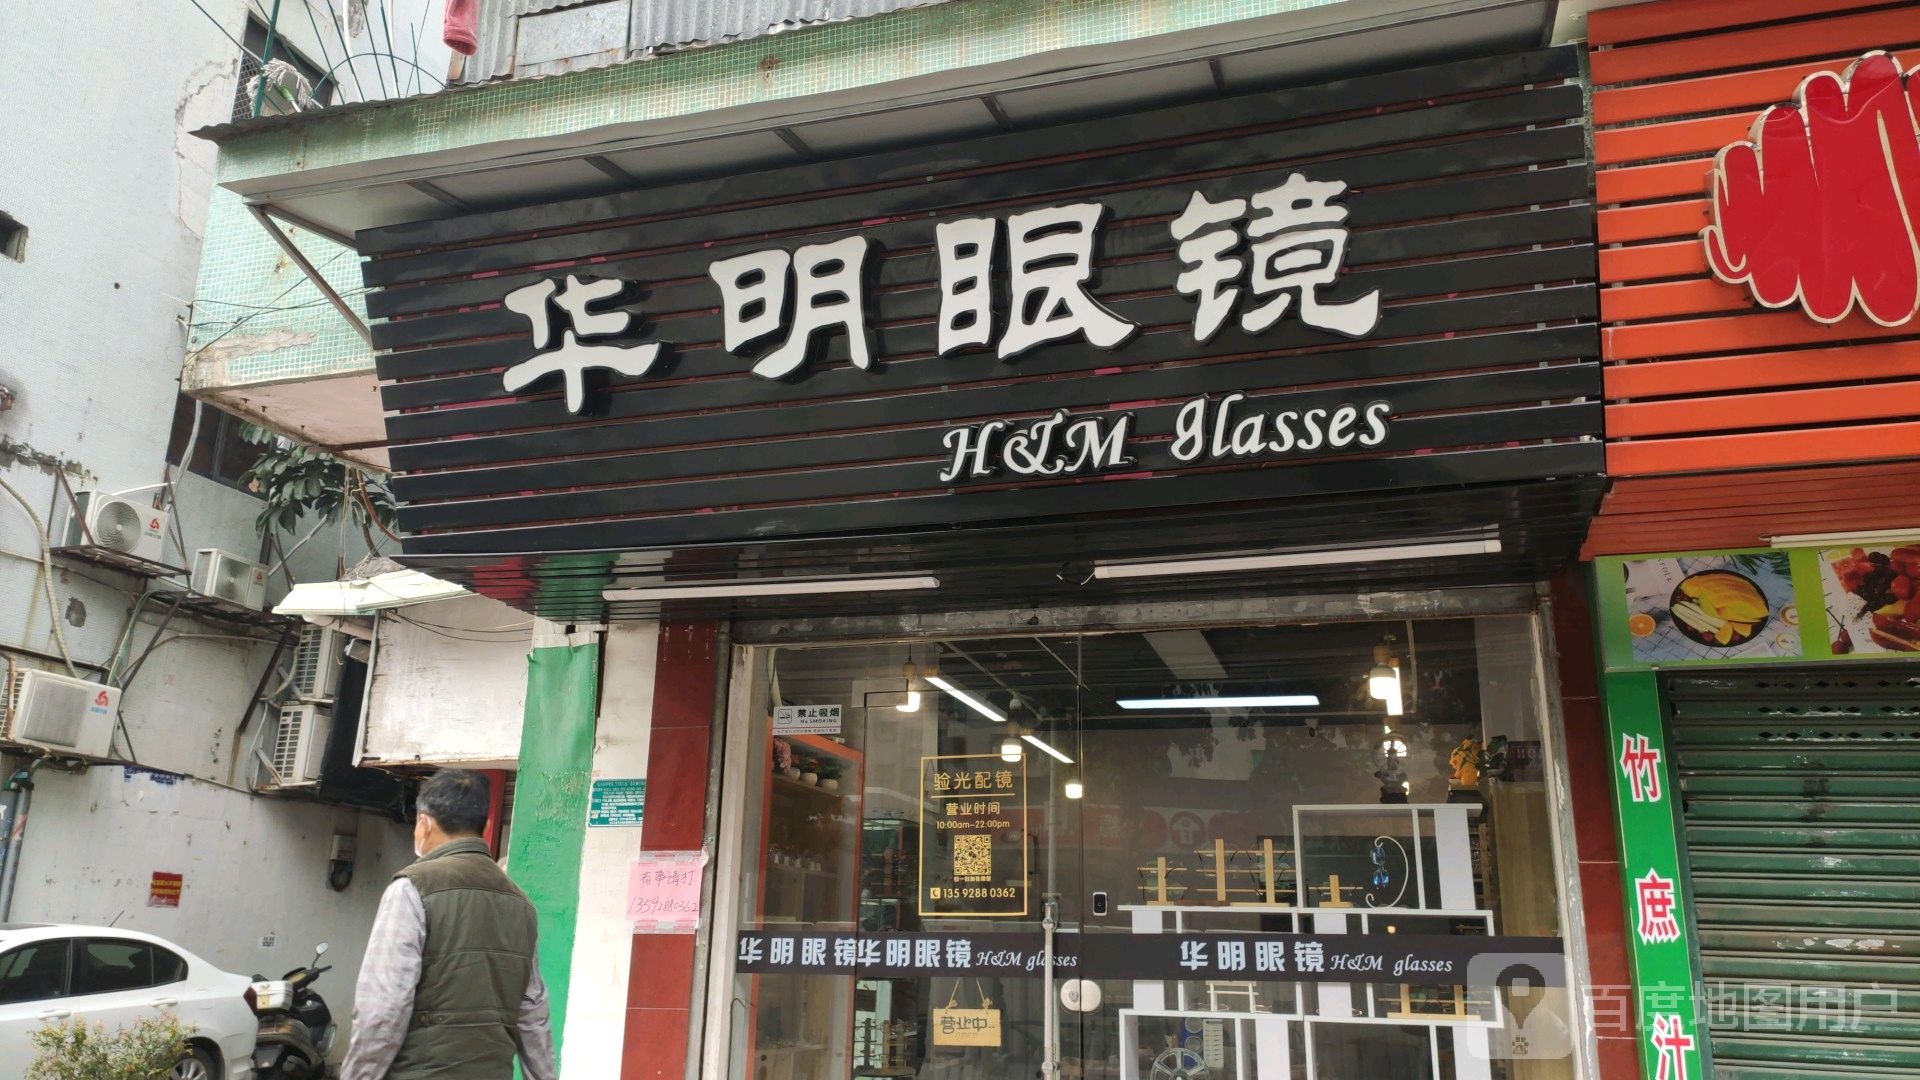 华明眼镜
H&M glasses
禁止吸烟
No SMOKING
验光配镜
营业时间
10:00am-22:00pm
135 9288 0362
有事请打
13592880362
华明眼镜华明眼镜 H&M glasses
华明眼镜 H&M glasses
营业中
竹蔗汁
百度地图用户